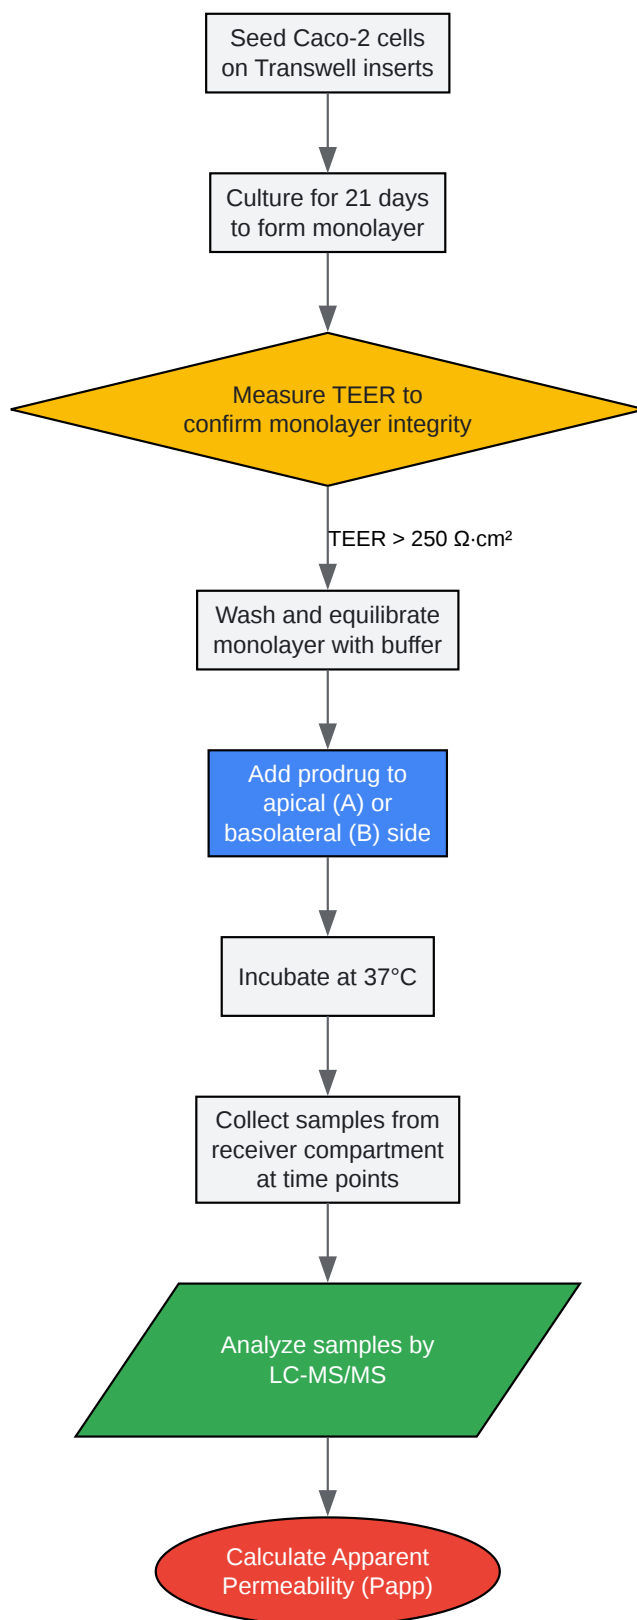 Seed Caco-2 cells
on Transwell inserts
Culture for 21 days
to form monolayer
Measure TEER to
confirm monolayer integrity
TEER > 250 Ω·cm²
Wash and equilibrate
monolayer with buffer
Add prodrug to
apical (A) or
basolateral (B) side
Incubate at 37°C
Collect samples from
receiver compartment
at time points
Analyze samples by
LC-MS/MS
Calculate Apparent
Permeability (Papp)